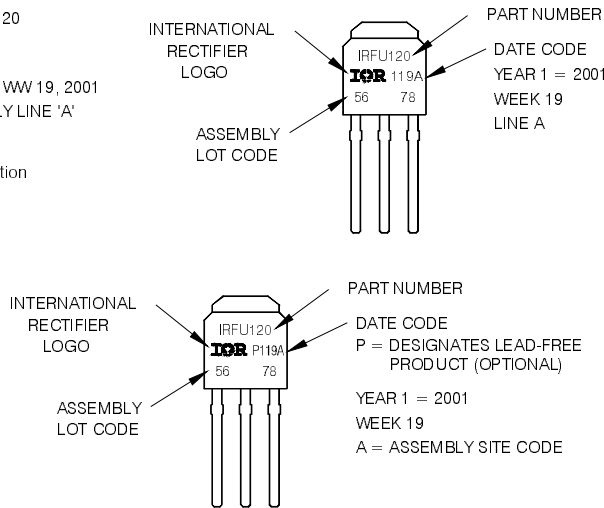 20
WW 19, 2001
LY LINE 'A'
tion
INTERNATIONAL
RECTIFIER
LOGO
ASSEMBLY
LOT CODE
IRFU120
IOR 119A
56 78
PART NUMBER
DATE CODE
YEAR 1 = 2001
WEEK 19
LINE A
INTERNATIONAL
RECTIFIER
LOGO
ASSEMBLY
LOT CODE
IRFU120
IOR P119A
56 78
PART NUMBER
DATE CODE
P = DESIGNATES LEAD-FREE
PRODUCT (OPTIONAL)
YEAR 1 = 2001
WEEK 19
A = ASSEMBLY SITE CODE